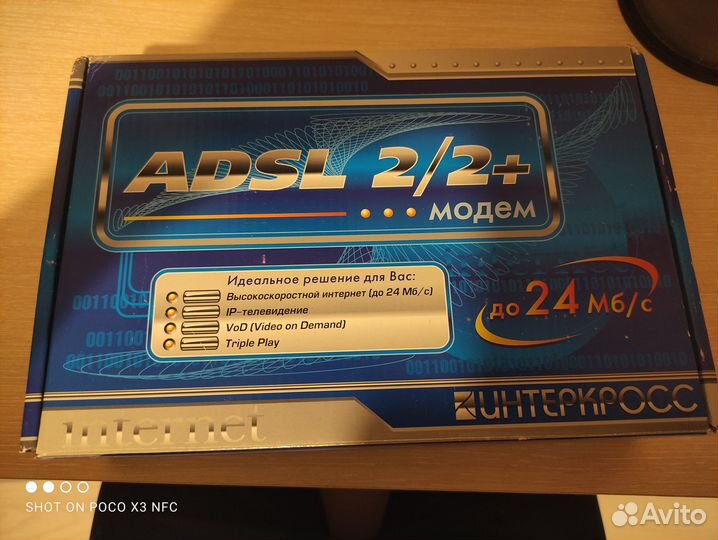 ADSL 2/2+
модем
Идеальное решение для Вас:
Высокоскоростной интернет (до 24 Мб/с)
IP-телевидение
VoD (Video on Demand)
Triple Play
до 24 Мб/с
ИНТЕРКРОСС
internet
SHOT ON POCO X3 NFC
Avito